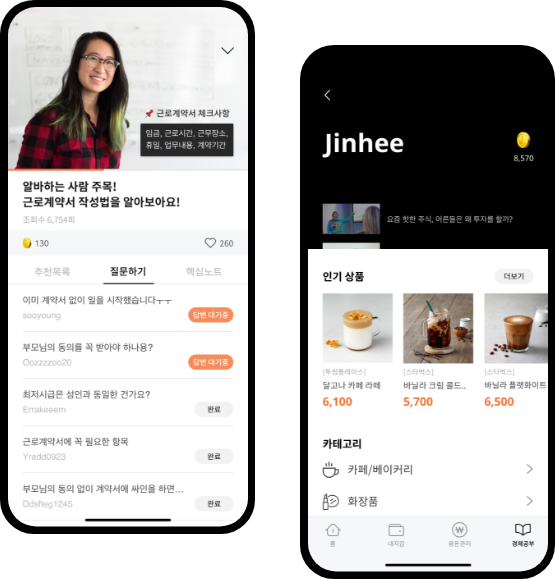 📌 근로계약서 체크사항
임금, 근로시간, 근무장소,
휴일, 업무내용, 계약기간
알바하는 사람 주목!
근로계약서 작성법을 알아보아요!
조회수 6,754회
130
260
추천목록 질문하기 핵심노트
이미 계약서 없이 일을 시작했습니다ㅜㅜ
sooyoung
답변 대기중
부모님의 동의를 꼭 받아야 하나용?
Oozzzzoo20
답변 대기중
최저시급은 성인과 동일한 건가요?
Errakeeem
완료
근로계약서에 꼭 필요한 항목
Yredd0923
완료
부모님의 동의 없이 계약서에 싸인을 하면...
Ddsfteg1245
완료
Jinhee
8,570
요즘 핫한 주식, 어른들은 왜 투자를 할까?
인기 상품
더보기
[투썸플레이스] [스타벅스] [스타벅스]
달고나 카페 라떼 바닐라 크림 콜드.. 바닐라 플랫화이트
6,100 5,700 6,500
카테고리
카페/베이커리
화장품
홈 내지갑 용돈관리 경제공부